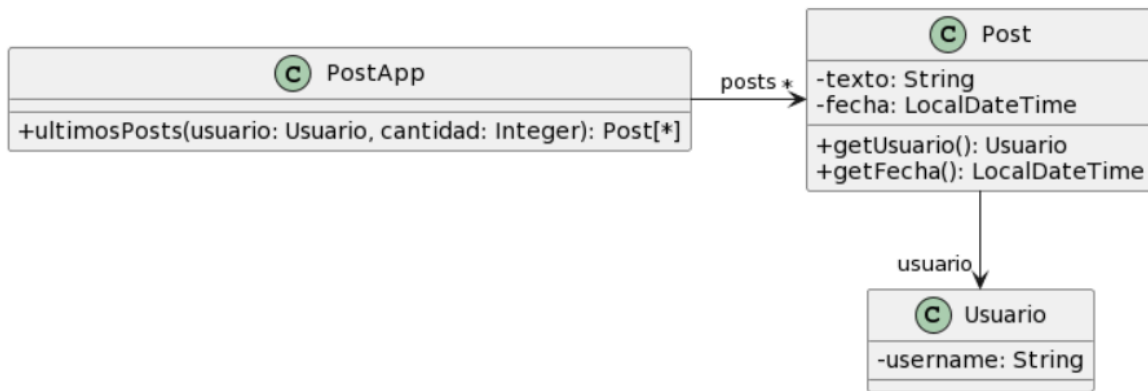 C PostApp
+ultimosPosts(usuario: Usuario, cantidad: Integer): Post[*]
posts *
C Post
-texto: String
-fecha: LocalDateTime
+getUsuario(): Usuario
+getFecha(): LocalDateTime
usuario
C Usuario
-username: String